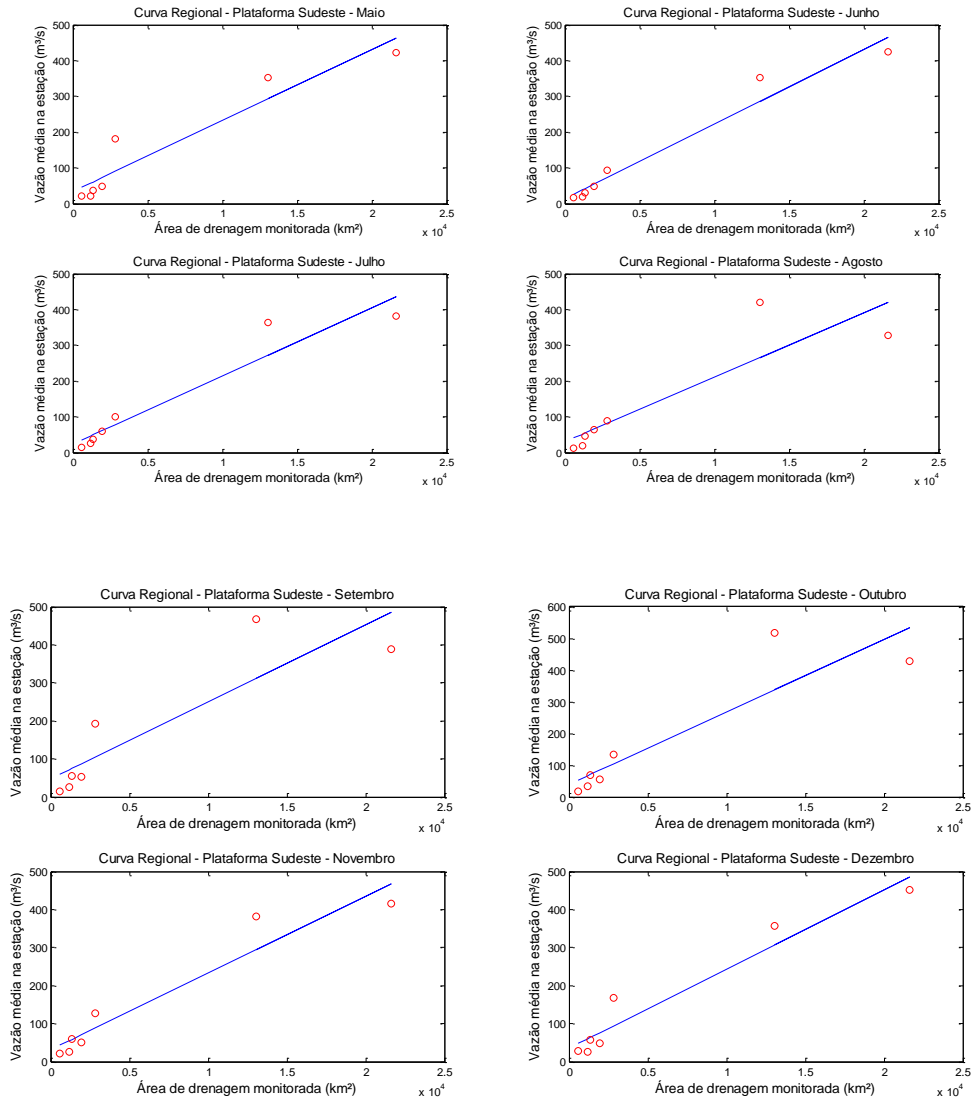 Curva Regional - Plataforma Sudeste - Maio
Vazão média na estação (m³/s)
500
400
300
200
100
0
0 0.5 1 1.5 2 2.5
x 10⁴
Área de drenagem monitorada (km²)
Curva Regional - Plataforma Sudeste - Junho
Vazão média na estação (m³/s)
500
400
300
200
100
0
0 0.5 1 1.5 2 2.5
x 10⁴
Área de drenagem monitorada (km²)
Curva Regional - Plataforma Sudeste - Julho
Vazão média na estação (m³/s)
500
400
300
200
100
0
0 0.5 1 1.5 2 2.5
x 10⁴
Área de drenagem monitorada (km²)
Curva Regional - Plataforma Sudeste - Agosto
Vazão média na estação (m³/s)
500
400
300
200
100
0
0 0.5 1 1.5 2 2.5
x 10⁴
Área de drenagem monitorada (km²)
Curva Regional - Plataforma Sudeste - Setembro
Vazão média na estação (m³/s)
500
400
300
200
100
0
0 0.5 1 1.5 2 2.5
x 10⁴
Área de drenagem monitorada (km²)
Curva Regional - Plataforma Sudeste - Outubro
Vazão média na estação (m³/s)
600
500
400
300
200
100
0
0 0.5 1 1.5 2 2.5
x 10⁴
Área de drenagem monitorada (km²)
Curva Regional - Plataforma Sudeste - Novembro
Vazão média na estação (m³/s)
500
400
300
200
100
0
0 0.5 1 1.5 2 2.5
x 10⁴
Área de drenagem monitorada (km²)
Curva Regional - Plataforma Sudeste - Dezembro
Vazão média na estação (m³/s)
500
400
300
200
100
0
0 0.5 1 1.5 2 2.5
x 10⁴
Área de drenagem monitorada (km²)